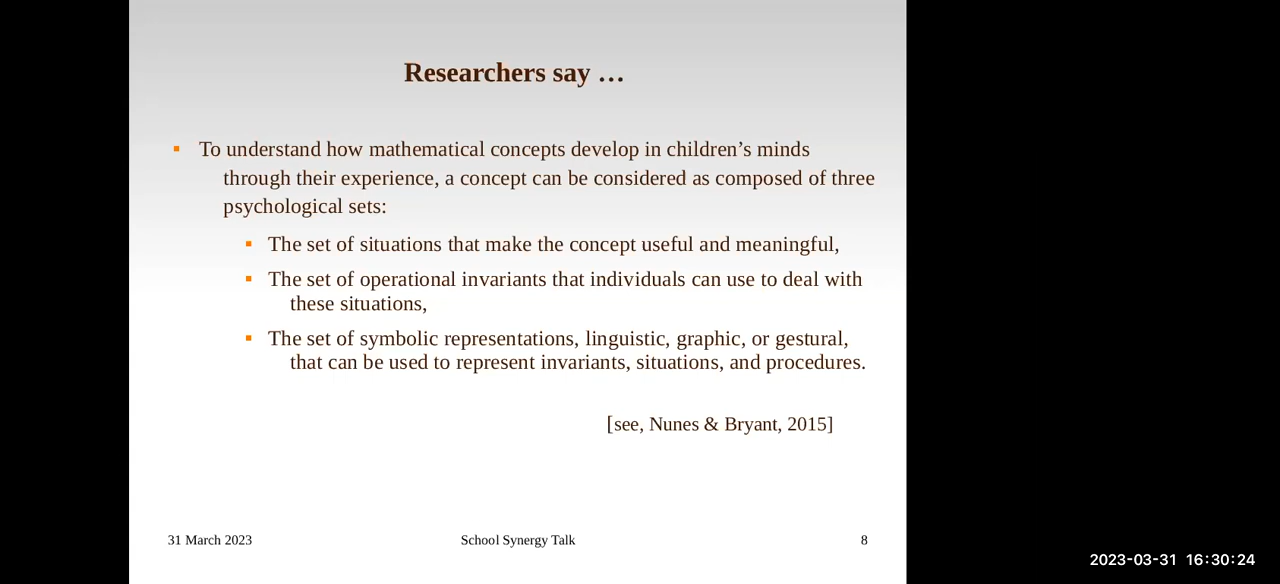 Researchers say …
▪ To understand how mathematical concepts develop in children’s minds
through their experience, a concept can be considered as composed of three
psychological sets:
▪ The set of situations that make the concept useful and meaningful,
▪ The set of operational invariants that individuals can use to deal with
these situations,
▪ The set of symbolic representations, linguistic, graphic, or gestural,
that can be used to represent invariants, situations, and procedures.
[see, Nunes & Bryant, 2015]
31 March 2023 School Synergy Talk 8
2023-03-31 16:30:24